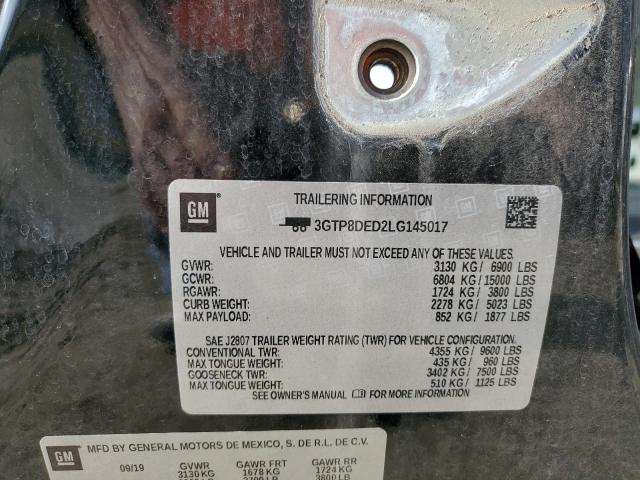 GM
TRAILERING INFORMATION
3GTP8DED2LG145017
VEHICLE AND TRAILER MUST NOT EXCEED ANY OF THESE VALUES.
GVWR: 3130 KG / 6900 LBS
GCWR: 6804 KG / 15000 LBS
RGAWR: 1724 KG / 3800 LBS
CURB WEIGHT: 2278 KG / 5023 LBS
MAX PAYLOAD: 852 KG / 1877 LBS
SAE J2807 TRAILER WEIGHT RATING (TWR) FOR VEHICLE CONFIGURATION.
CONVENTIONAL TWR: 4355 KG / 9600 LBS
MAX TONGUE WEIGHT: 435 KG / 960 LBS
GOOSENECK TWR: 3402 KG / 7500 LBS
MAX TONGUE WEIGHT: 510 KG / 1125 LBS
SEE OWNER'S MANUAL FOR MORE INFORMATION
GM
MFD BY GENERAL MOTORS DE MEXICO, S. DE R.L. DE C.V.
09/19 GVWR GAWR FRT GAWR RR
3130 KG 1678 KG 1724 KG